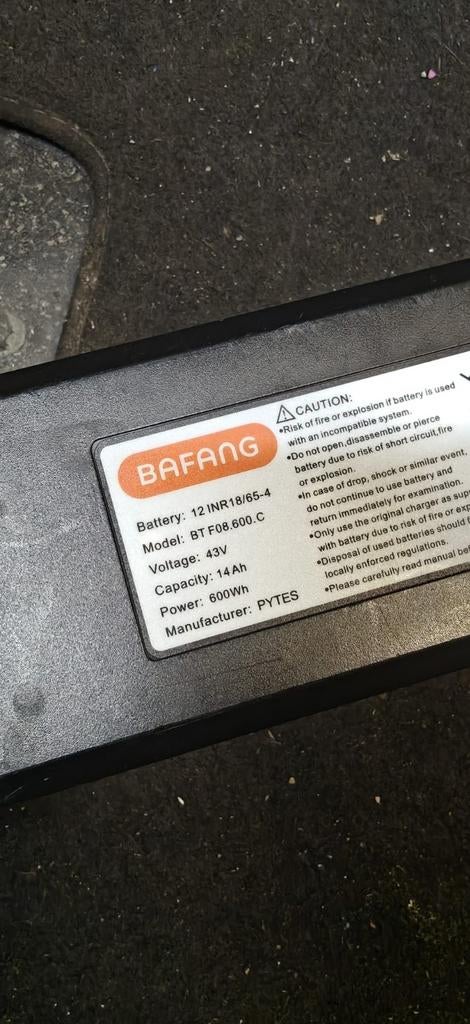 BAFANG
Battery: 12 INR18/65-4
Model: BT F08.600.C
Voltage: 43V
Capacity: 14Ah
Power: 600Wh
Manufacturer: PYTES
CAUTION:
•Risk of fire or explosion if battery is used
with an incompatible system.
•Do not open,disassemble or pierce
battery due to risk of short circuit,fire
or explosion.
•In case of drop, shock or similar event,
do not continue to use battery and
return immediately for examination.
•Only use the original charger as
with battery due to risk of fire or
•Disposal of used batteries should
locally enforced regulations.
•Please carefully read manual